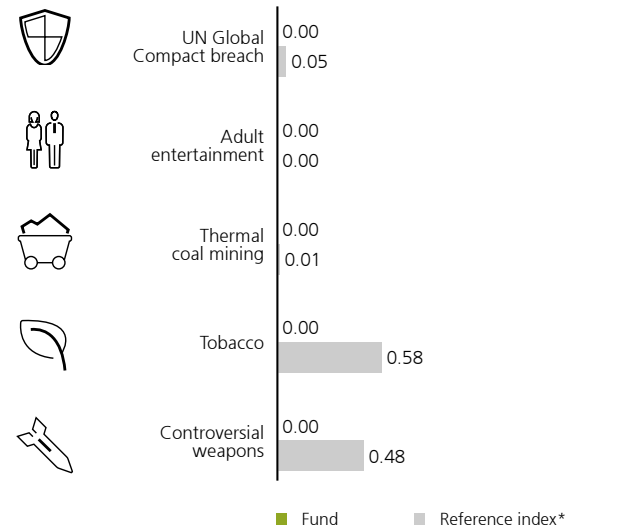 UN Global
Compact breach
0.00
0.05
Adult
entertainment
0.00
0.00
Thermal
coal mining
0.00
0.01
Tobacco
0.00
0.58
Controversial
weapons
0.00
0.48
Fund
Reference index*